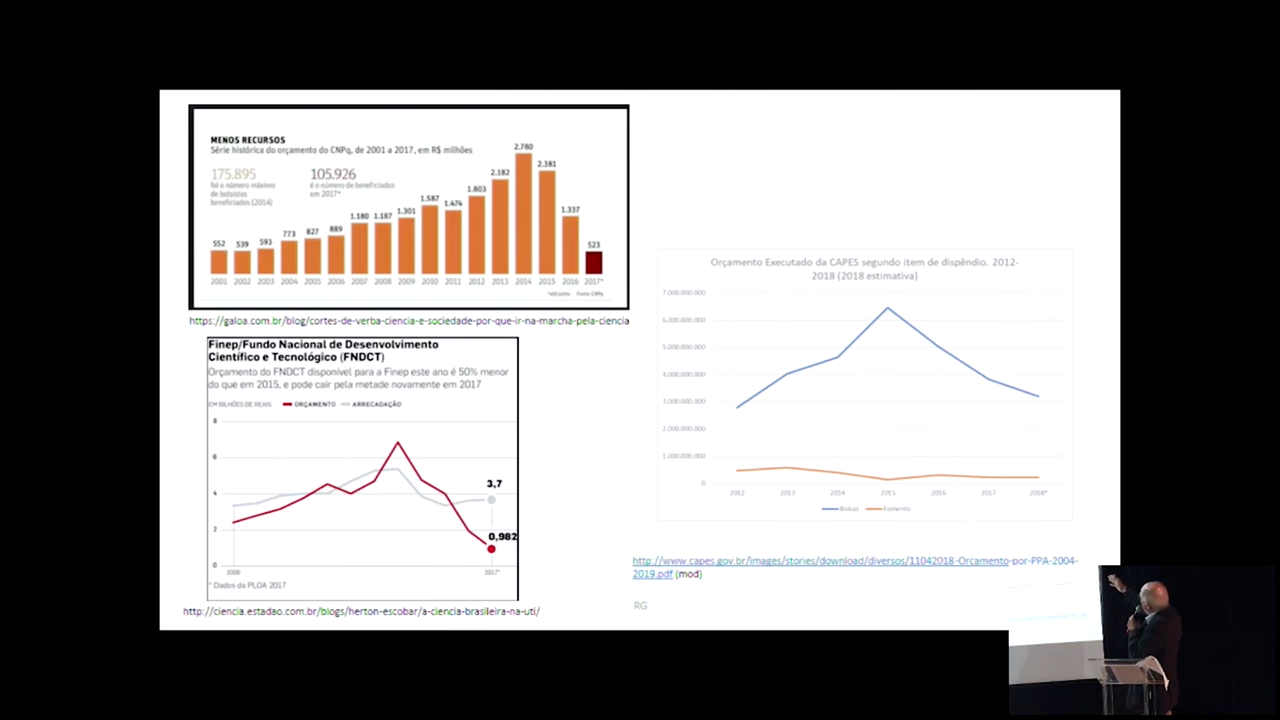 MENOS RECURSOS
Série histórica do orçamento do CNPq, de 2001 a 2017, em R$ milhões
175.895
foi o número máximo
de bolsistas
beneficiados (2014)
105.926
é o número de beneficiados
em 2017*
552 539 593 773 827 889 1.180 1.187 1.301 1.587 1.474 1.803 2.182 2,780 2.381 1.337 523
2001 2002 2003 2004 2005 2006 2007 2008 2009 2010 2011 2012 2013 2014 2015 2016 2017*
*até junho Fonte: CNPq
https://galoa.com.br/blog/cortes-de-verba-ciencia-e-sociedade-por-que-ir-na-marcha-pela-ciencia
Finep/Fundo Nacional de Desenvolvimento
Científico e Tecnológico (FNDCT)
Orçamento do FNDCT disponível para a Finep este ano é 50% menor
do que em 2015, e pode cair pela metade novamente em 2017
EM BILHÕES DE REAIS ORÇAMENTO ARRECADAÇÃO
8
6
4
2
0
3,7
0,982
2006 2017*
* Dados da PLOA 2017
http://ciencia.estadao.com.br/blogs/herton-escobar/a-ciencia-brasileira-na-uti/
Orçamento Executado da CAPES segundo item de dispêndio. 2012-
2018 (2018 estimativa)
7.000.000.000
6.000.000.000
5.000.000.000
4.000.000.000
3.000.000.000
2.000.000.000
1.000.000.000
0
2012 2013 2014 2015 2016 2017 2018*
Bolsas Fomento
http://www.capes.gov.br/images/stories/download/diversos/11042018-Orcamento-por-PPA-2004-
2019.pdf (mod)
RG